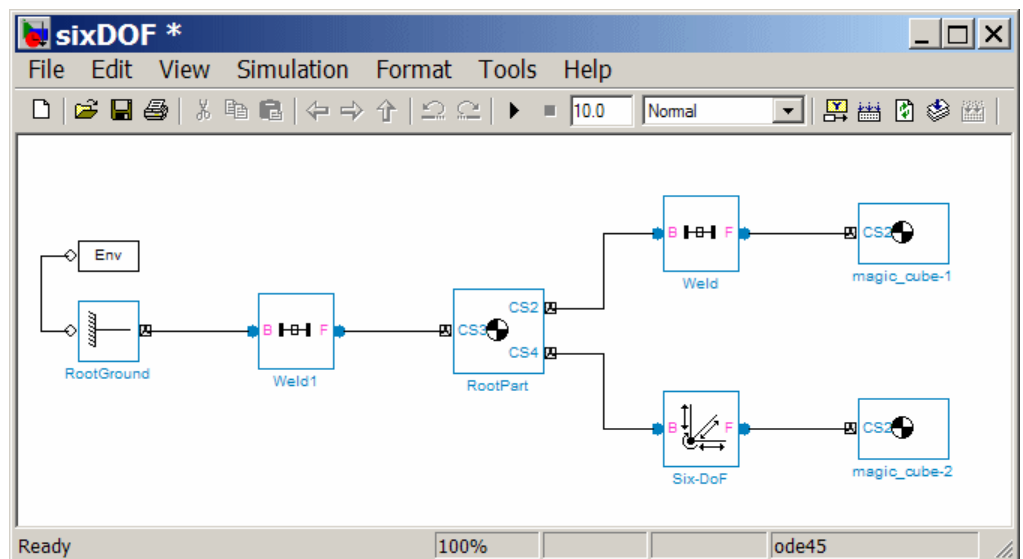 sixDOF *
File Edit View Simulation Format Tools Help
10.0 Normal
Env
RootGround
B F
Weld1
CS3
CS2
CS4
RootPart
B F
Weld
CS2
magic_cube-1
B F
Six-DoF
CS2
magic_cube-2
Ready 100% ode45